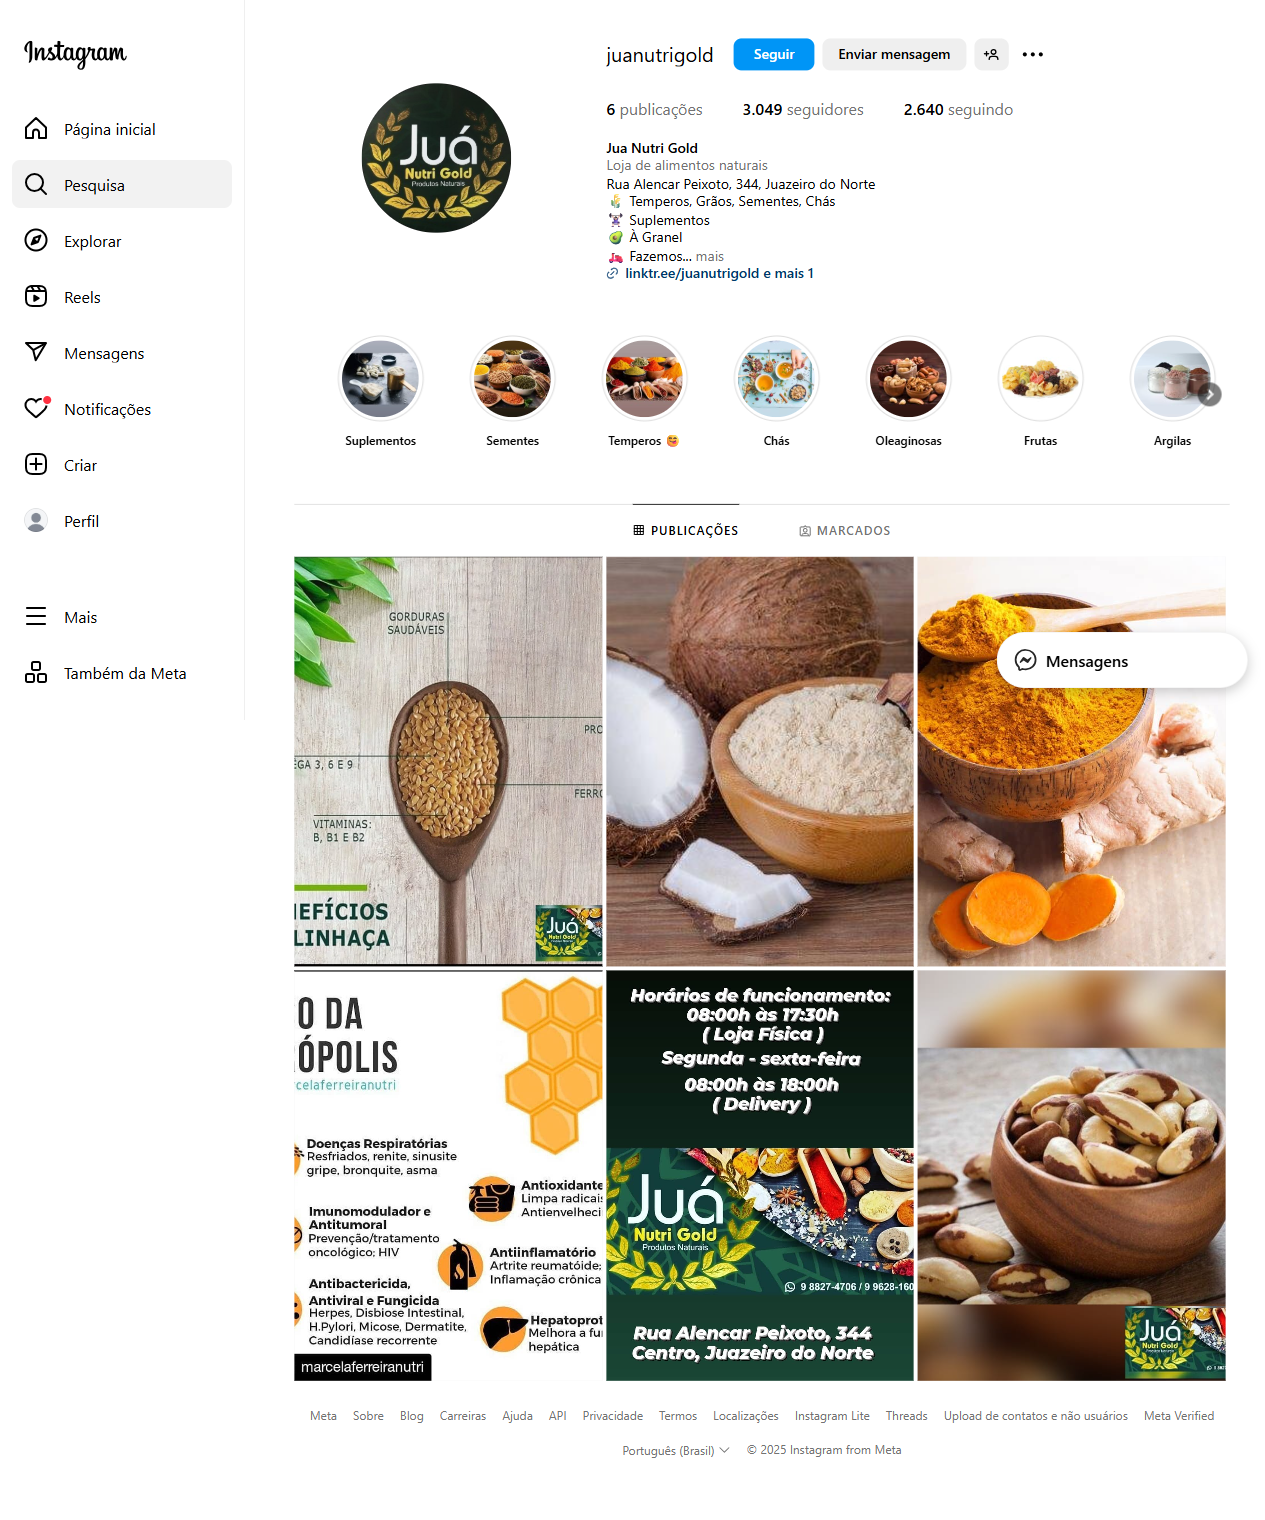 Instagram
Página inicial
Pesquisa
Explorar
Reels
Mensagens
Notificações
Criar
Perfil
Mais
Também da Meta
juanutrigold
Seguir
Enviar mensagem
6 publicações
3.049 seguidores
2.640 seguindo
Jua Nutri Gold
Loja de alimentos naturais
Rua Alencar Peixoto, 344, Juazeiro do Norte
🌾 Temperos, Grãos, Sementes, Chás
🏋️‍♀️ Suplementos
🥑 À Granel
🛵 Fazemos... mais
linktr.ee/juanutrigold e mais 1
Juá
Nutri Gold
Produtos Naturais
Suplementos
Sementes
Temperos 🥰
Chás
Oleaginosas
Frutas
Argilas
PUBLICAÇÕES
MARCADOS
GORDURAS
SAUDÁVEIS
PRO
EGA 3, 6 E 9
FERRO
VITAMINAS:
B, B1 E B2
IEFÍCIOS
LINHAÇA
Juá
Nutri Gold
Mensagens
O DA
RÓPOLIS
rcelaferreiranutri
Doenças Respiratórias
Resfriados, renite, sinusite
gripe, bronquite, asma
Antioxidante
Limpa radicais
Antienvelheci
Imunomodulador e
Antitumoral
Prevenção/tratamento
oncológico; HIV
Antiinflamatório
Artrite reumatóide;
Inflamação crônica
Antibactericida,
Antiviral e Fungicida
Herpes, Disbiose Intestinal,
H.Pylori, Micose, Dermatite,
Candidíase recorrente
Hepatoprot
Melhora a fu
hepática
marcelaferreiranutri
Horários de funcionamento:
08:00h às 17:30h
( Loja Física )
Segunda - sexta-feira
08:00h às 18:00h
( Delivery )
Juá
Nutri Gold
Produtos Naturais
9 8827-4706 / 9 9628-160
Rua Alencar Peixoto, 344
Centro, Juazeiro do Norte
Juá
Nutri Gold
Meta
Sobre
Blog
Carreiras
Ajuda
API
Privacidade
Termos
Localizações
Instagram Lite
Threads
Upload de contatos e não usuários
Meta Verified
Português (Brasil)
© 2025 Instagram from Meta